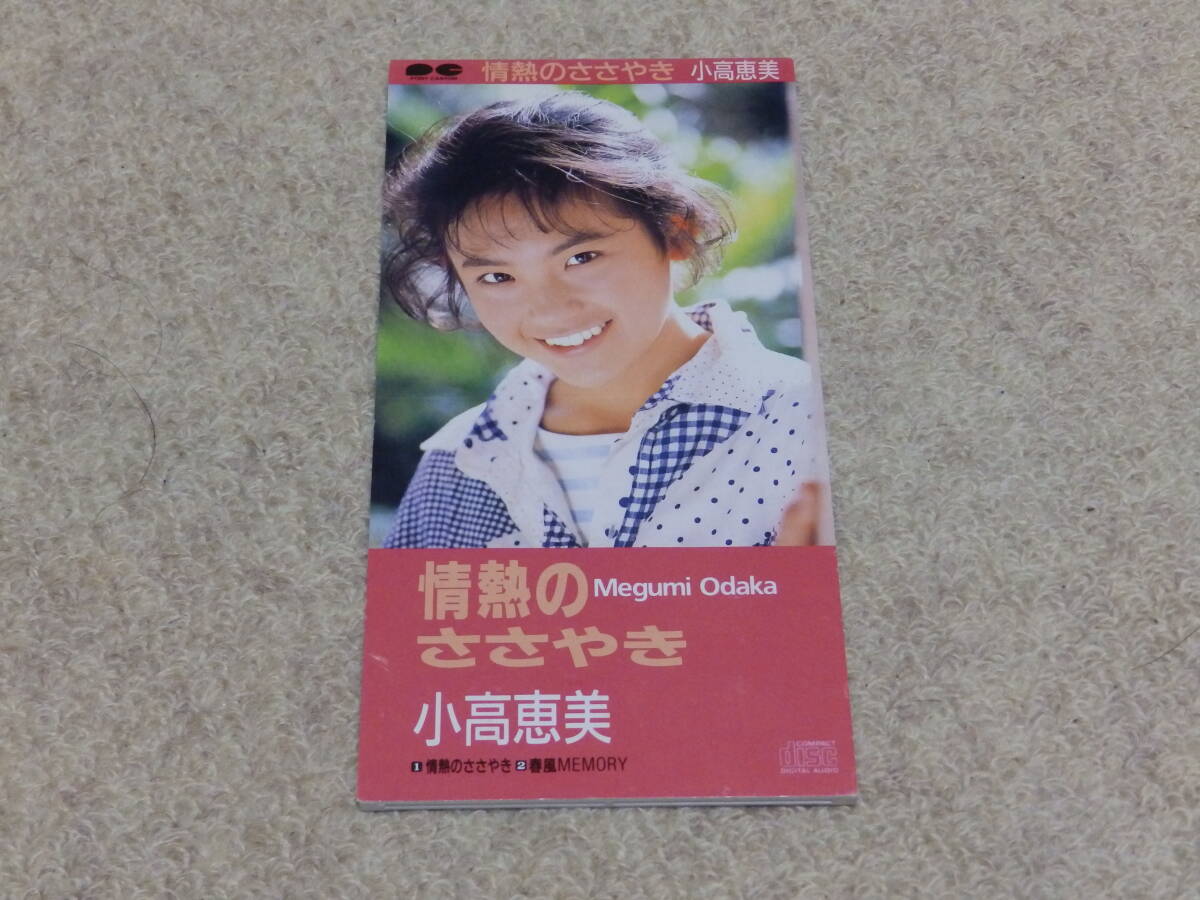 PONY CANYON
情熱のささやき 小高恵美
情熱の Megumi Odaka
ささやき
小高恵美
1 情熱のささやき 2 春風MEMORY
COMPACT
disc
DIGITAL AUDIO